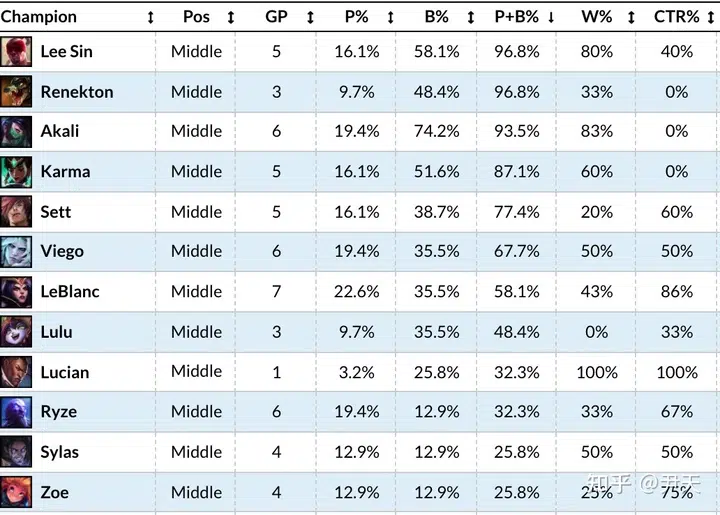 Champion Pos GP P% B% P+B% ↓ W% CTR%
Lee Sin Middle 5 16.1% 58.1% 96.8% 80% 40%
Renekton Middle 3 9.7% 48.4% 96.8% 33% 0%
Akali Middle 6 19.4% 74.2% 93.5% 83% 0%
Karma Middle 5 16.1% 51.6% 87.1% 60% 0%
Sett Middle 5 16.1% 38.7% 77.4% 20% 60%
Viego Middle 6 19.4% 35.5% 67.7% 50% 50%
LeBlanc Middle 7 22.6% 35.5% 58.1% 43% 86%
Lulu Middle 3 9.7% 35.5% 48.4% 0% 33%
Lucian Middle 1 3.2% 25.8% 32.3% 100% 100%
Ryze Middle 6 19.4% 12.9% 32.3% 33% 67%
Sylas Middle 4 12.9% 12.9% 25.8% 50% 50%
Zoe Middle 4 12.9% 12.9% 25.8% 25% 75%
知乎 @尹天